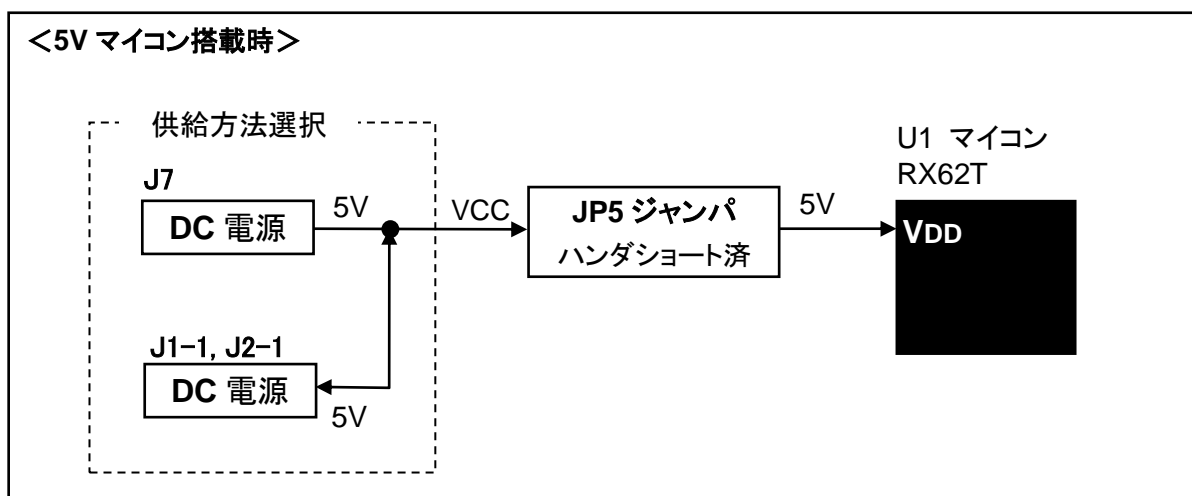 ＜5V マイコン搭載時＞
供給方法選択
J7
DC 電源
5V
VCC
JP5 ジャンパ
ハンダショート済
5V
U1 マイコン
RX62T
VDD
J1-1, J2-1
DC 電源
5V